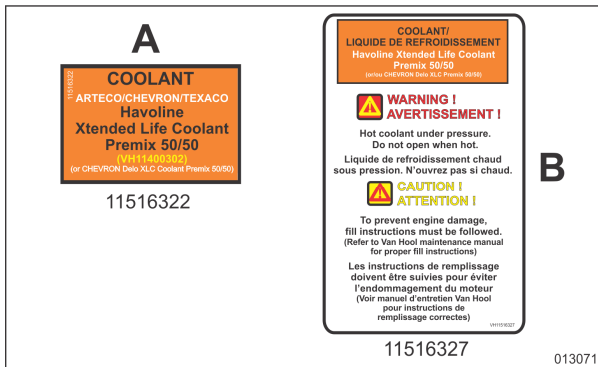 A
11516322
COOLANT
ARTECO/CHEVRON/TEXACO
Havoline
Xtended Life Coolant
Premix 50/50
(VH11400302)
(or CHEVRON Delo XLC Coolant Premix 50/50)
11516322
COOLANT/
LIQUIDE DE REFROIDISSEMENT
Havoline Xtended Life Coolant
Premix 50/50
(or/ou CHEVRON Delo XLC Premix 50/50)
WARNING !
AVERTISSEMENT !
Hot coolant under pressure.
Do not open when hot.
Liquide de refroidissement chaud
sous pression. N'ouvrez pas si chaud.
CAUTION !
ATTENTION !
To prevent engine damage,
fill instructions must be followed.
(Refer to Van Hool maintenance manual
for proper fill instructions)
Les instructions de remplissage
doivent être suivies pour éviter
l'endommagement du moteur
(Voir manuel d'entretien Van Hool
pour instructions de
remplissage correctes)
VH11516327
B
11516327
013071